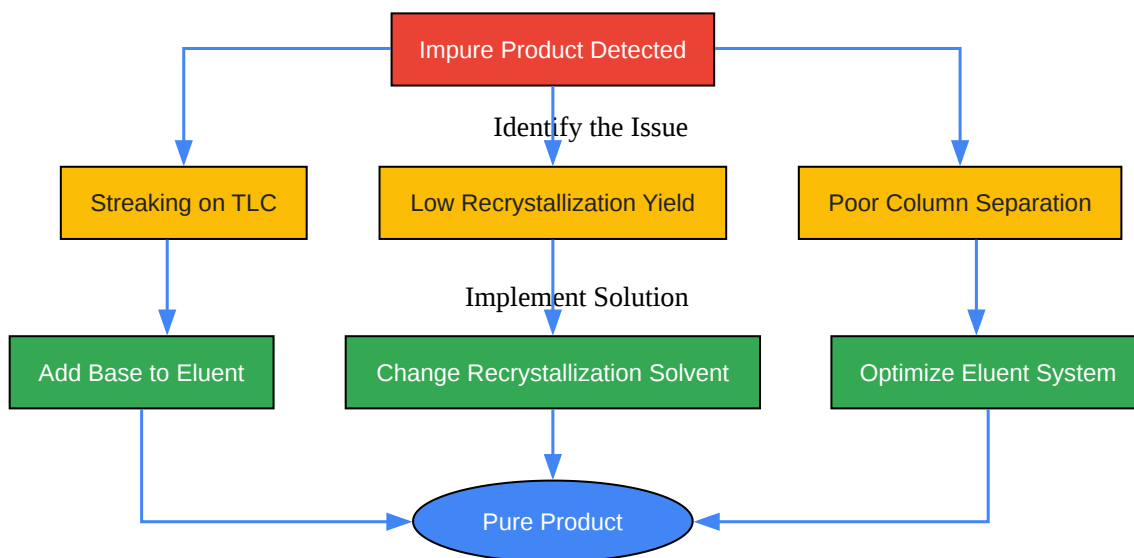 Impure Product Detected
Identify the Issue
Streaking on TLC
Low Recrystallization Yield
Poor Column Separation
Implement Solution
Add Base to Eluent
Change Recrystallization Solvent
Optimize Eluent System
Pure Product